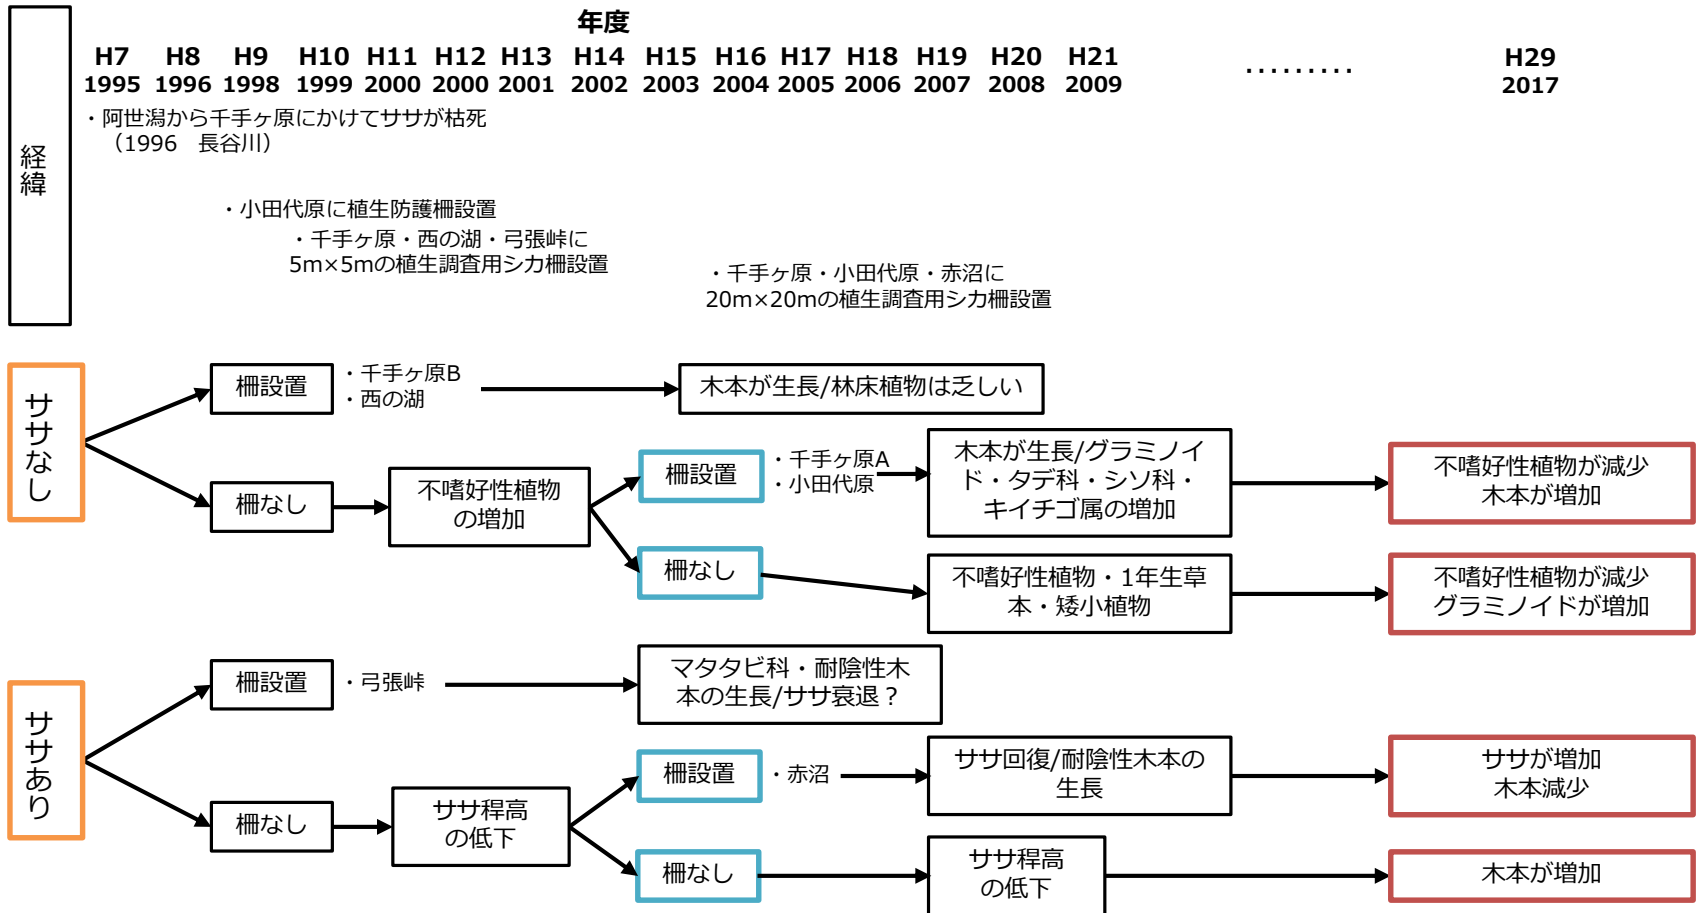 年度
H7 H8 H9 H10 H11 H12 H13 H14 H15 H16 H17 H18 H19 H20 H21 H29
1995 1996 1998 1999 2000 2000 2001 2002 2003 2004 2005 2006 2007 2008 2009 ......... 2017
経緯
・阿世潟から千手ヶ原にかけてササが枯死
（1996　長谷川）
・小田代原に植生防護柵設置
・千手ヶ原・西の湖・弓張峠に
5m×5mの植生調査用シカ柵設置
・千手ヶ原・小田代原・赤沼に
20m×20mの植生調査用シカ柵設置
ササなし
柵設置
・千手ヶ原B
・西の湖
木本が生長/林床植物は乏しい
柵なし
不嗜好性植物
の増加
柵設置
・千手ヶ原A
・小田代原
木本が生長/グラミノイ
ド・タデ科・シソ科・
キイチゴ属の増加
不嗜好性植物が減少
木本が増加
柵なし
不嗜好性植物・1年生草
本・矮小植物
不嗜好性植物が減少
グラミノイドが増加
ササあり
柵設置
・弓張峠
マタタビ科・耐陰性木
本の生長/ササ衰退？
柵なし
ササ稈高
の低下
柵設置
・赤沼
ササ回復/耐陰性木本の
生長
ササが増加
木本減少
柵なし
ササ稈高
の低下
木本が増加